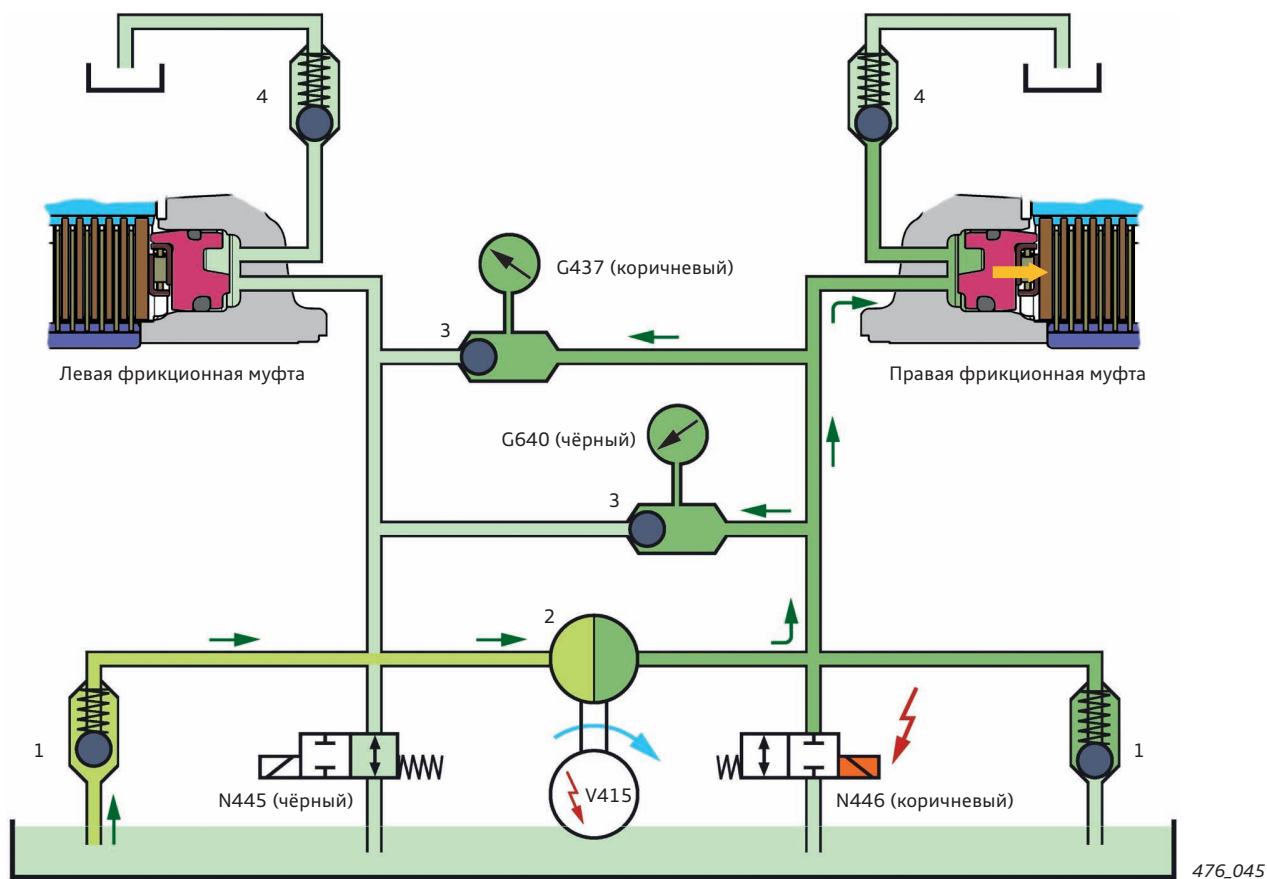 4
4
G437 (коричневый)
3
Левая фрикционная муфта
Правая фрикционная муфта
G640 (чёрный)
3
2
1
1
N445 (чёрный)
V415
N446 (коричневый)
476_045